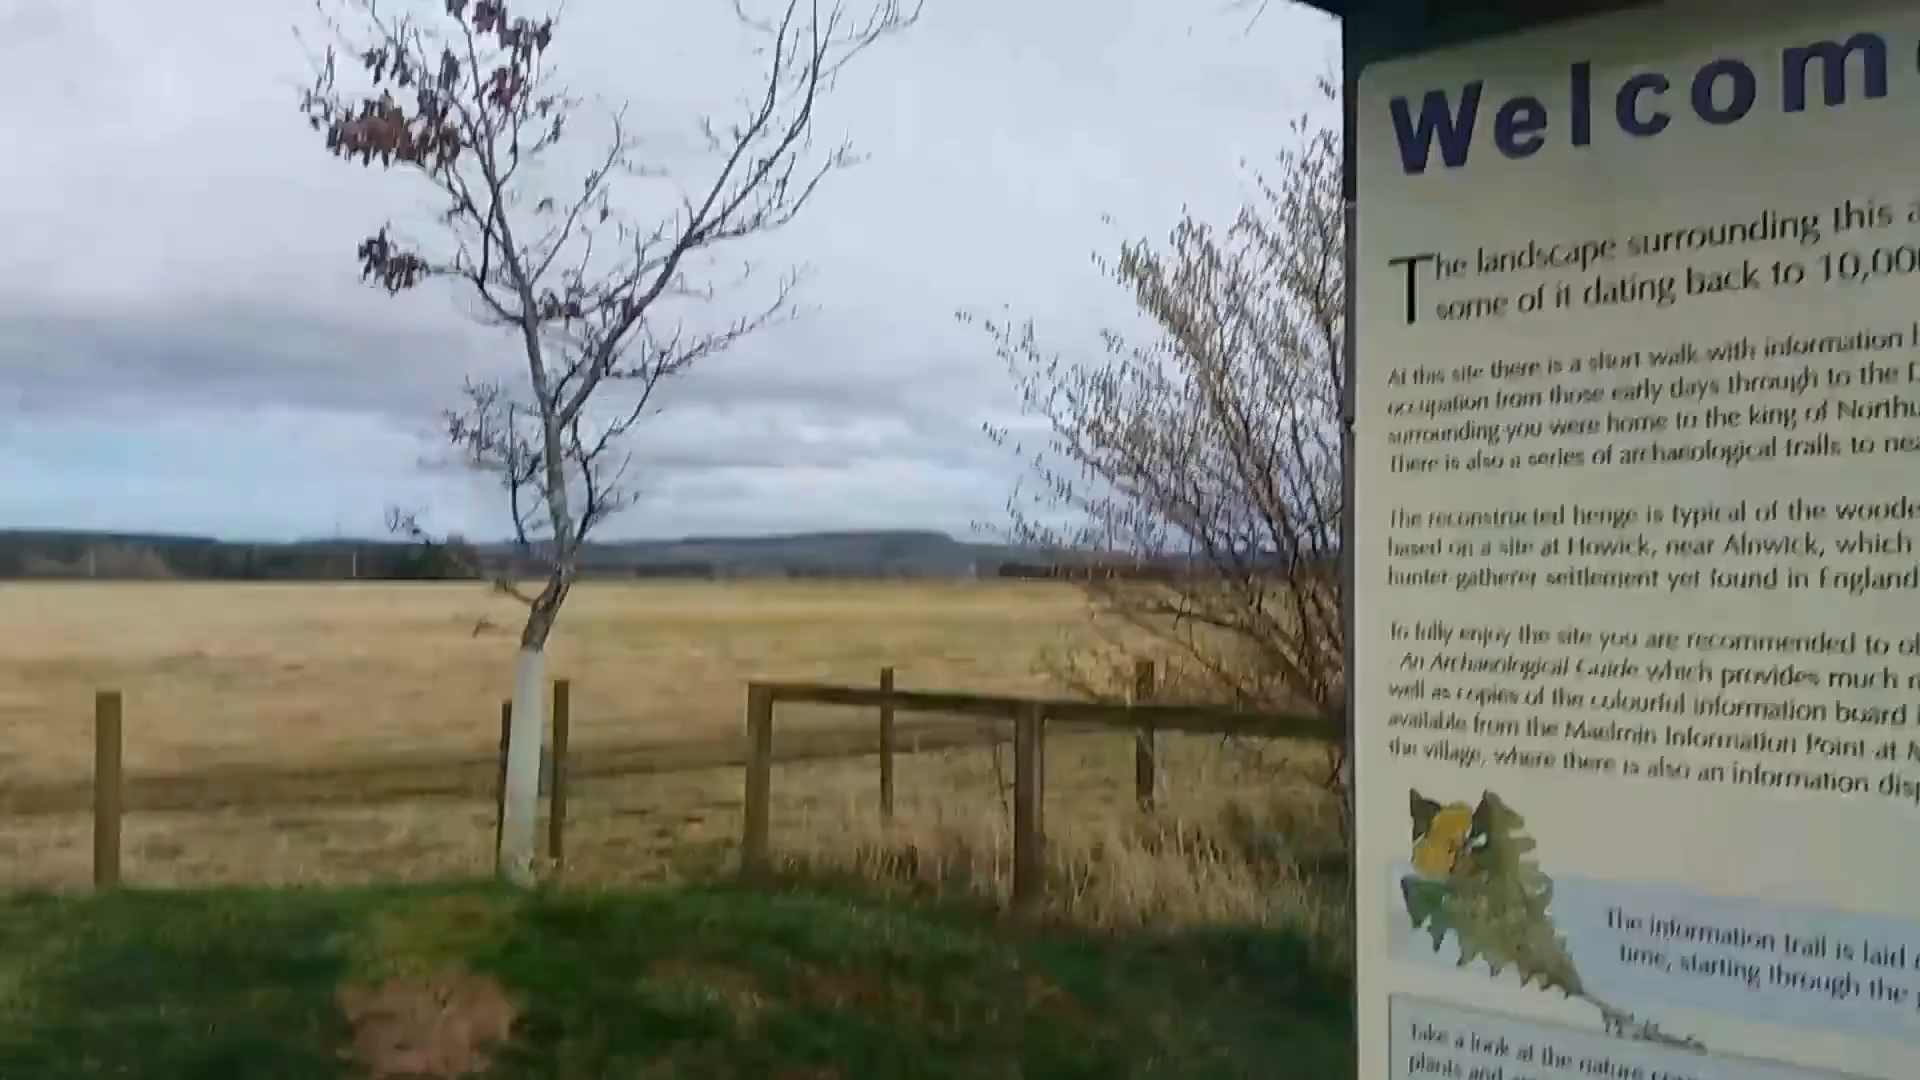 Welcom
The landscape surrounding this a
some of it dating back to 10,00
At this site there is a short walk with information
occupation from those early days through to the
surrounding you were home to the king of Northu
There is also a series of archaeological trails to nea
The reconstructed henge is typical of the woode
based on a site at Howick, near Alnwick, which
hunter-gatherer settlement yet found in England
To fully enjoy the site you are recommended to
- An Archaeological Guide which provides much
well as copies of the colourful information board
available from the Maelmin Information Point at
the village, where there is also an information disp
The information trail is laid
time, starting through the
Take a look at the nature
plants and